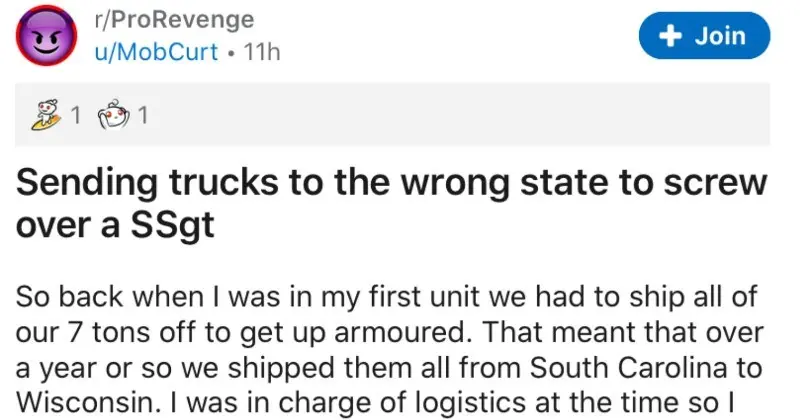 r/ProRevenge
u/MobCurt • 11h
+ Join
1 1
Sending trucks to the wrong state to screw
over a SSgt
So back when I was in my first unit we had to ship all of
our 7 tons off to get up armoured. That meant that over
a year or so we shipped them all from South Carolina to
Wisconsin. I was in charge of logistics at the time so I